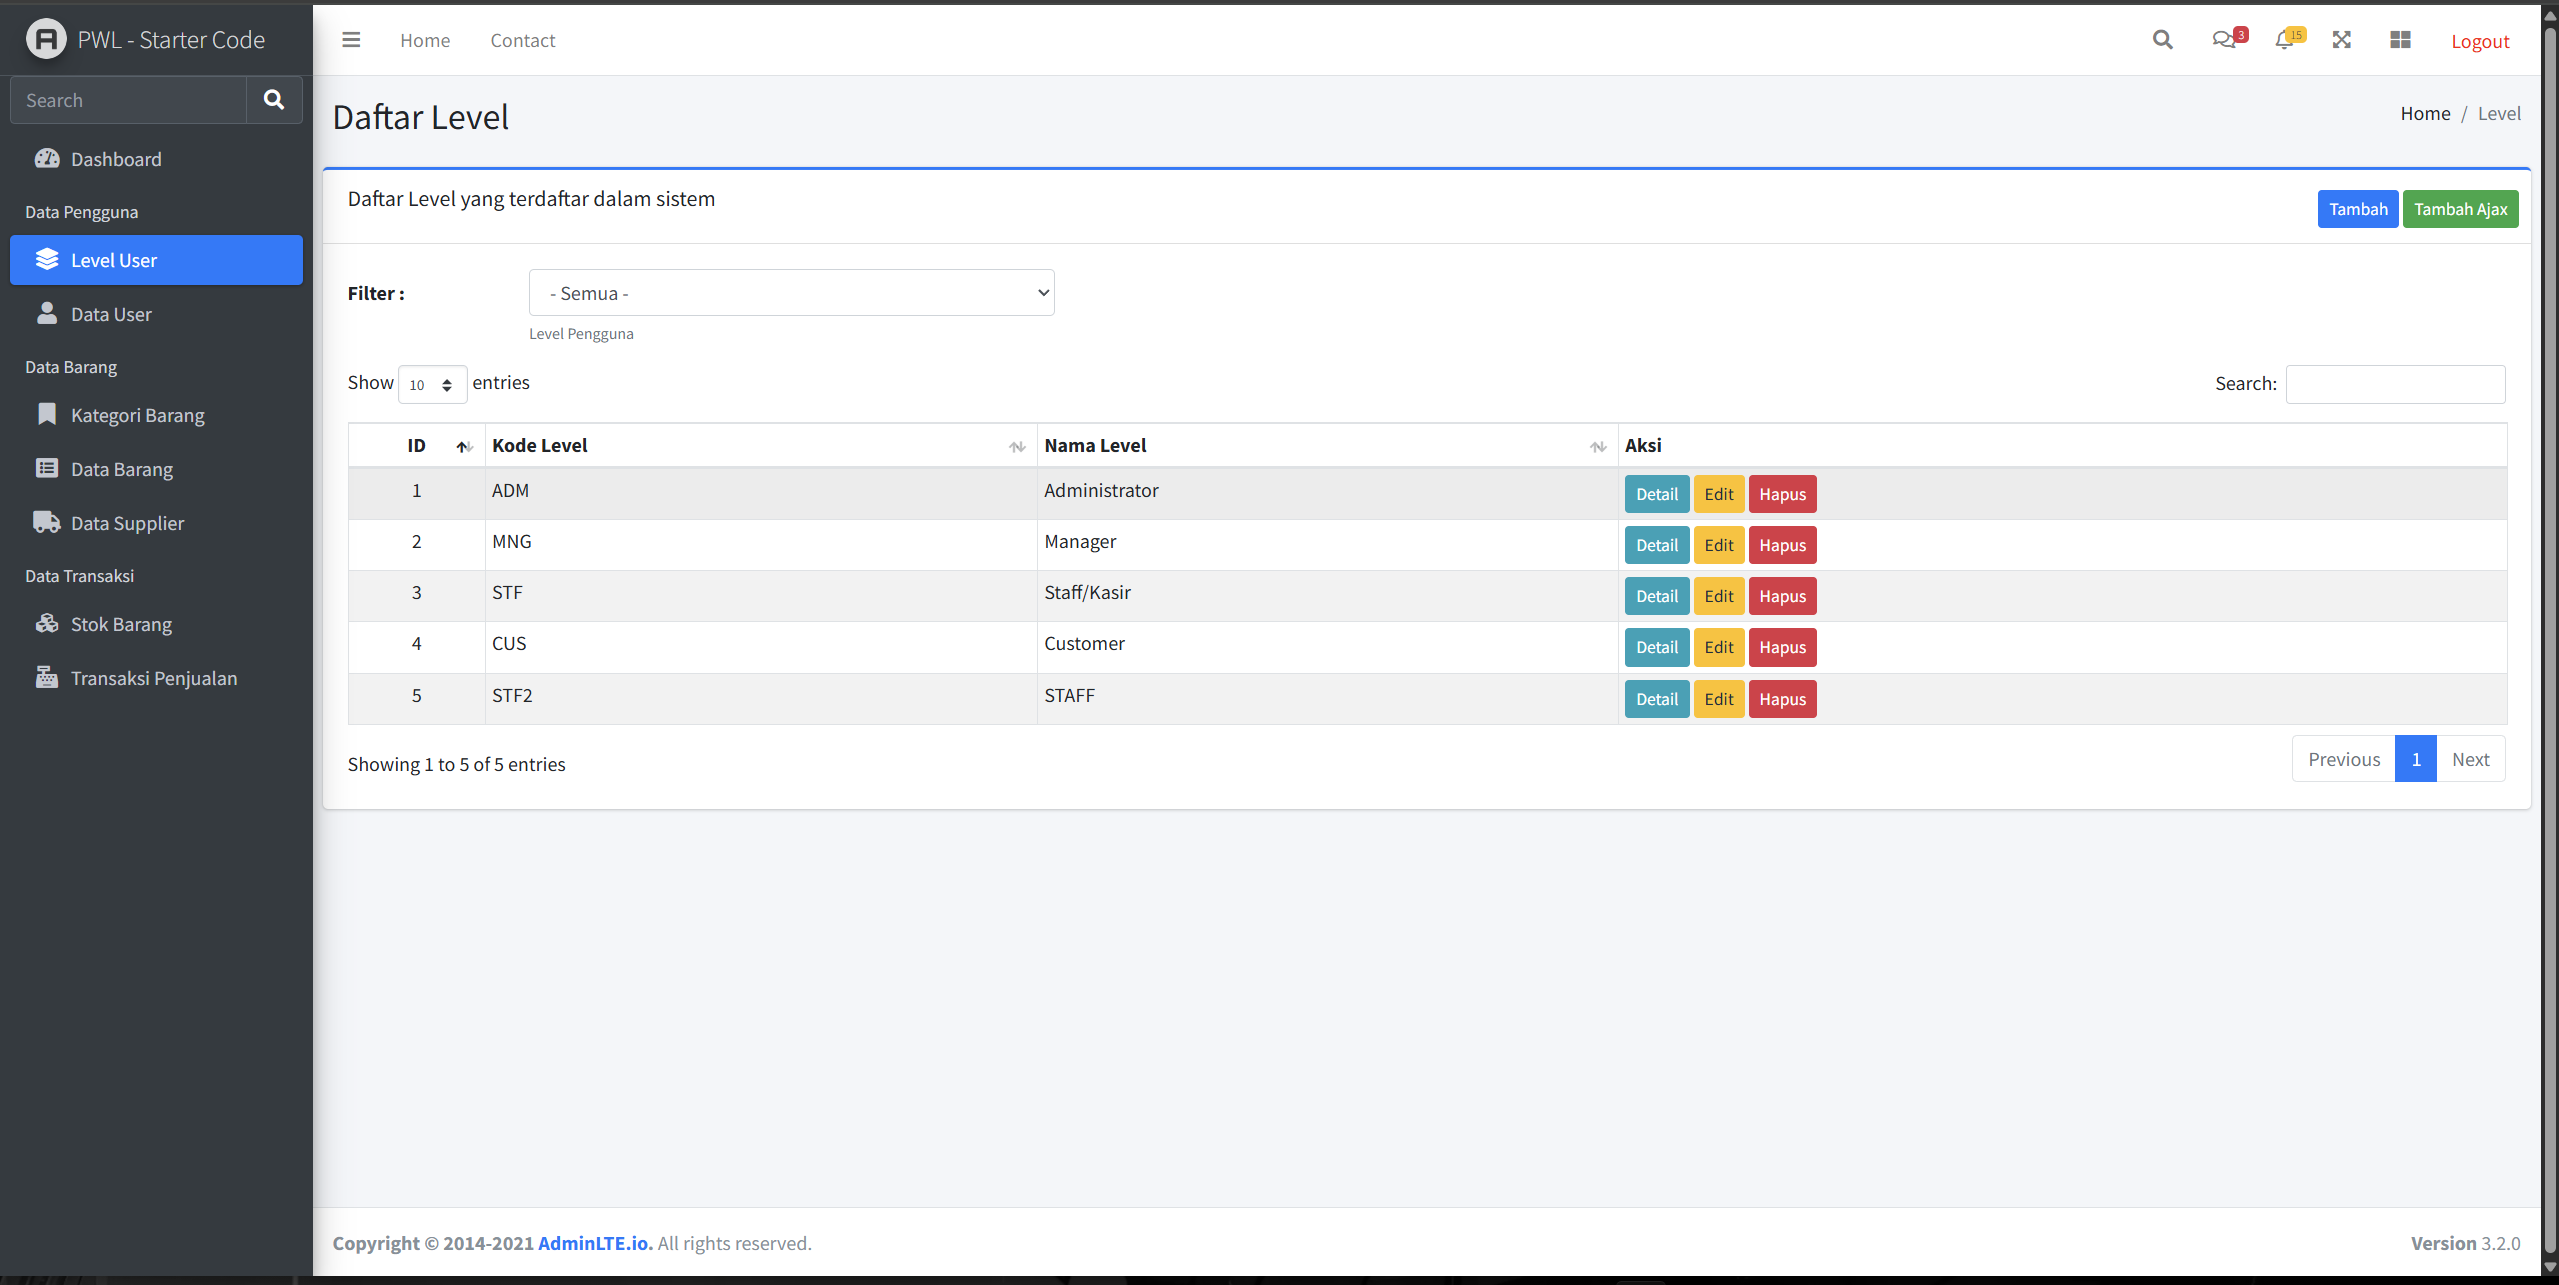 PWL - Starter Code
Home
Contact
3
15
Logout
Search
Dashboard
Data Pengguna
Level User
Data User
Data Barang
Kategori Barang
Data Barang
Data Supplier
Data Transaksi
Stok Barang
Transaksi Penjualan
Daftar Level
Home / Level
Daftar Level yang terdaftar dalam sistem
Tambah
Tambah Ajax
Filter :
- Semua -
Level Pengguna
Show 10 entries
Search:
ID Kode Level Nama Level Aksi
1 ADM Administrator Detail Edit Hapus
2 MNG Manager Detail Edit Hapus
3 STF Staff/Kasir Detail Edit Hapus
4 CUS Customer Detail Edit Hapus
5 STF2 STAFF Detail Edit Hapus
Showing 1 to 5 of 5 entries
Previous 1 Next
Copyright © 2014-2021 AdminLTE.io. All rights reserved.
Version 3.2.0